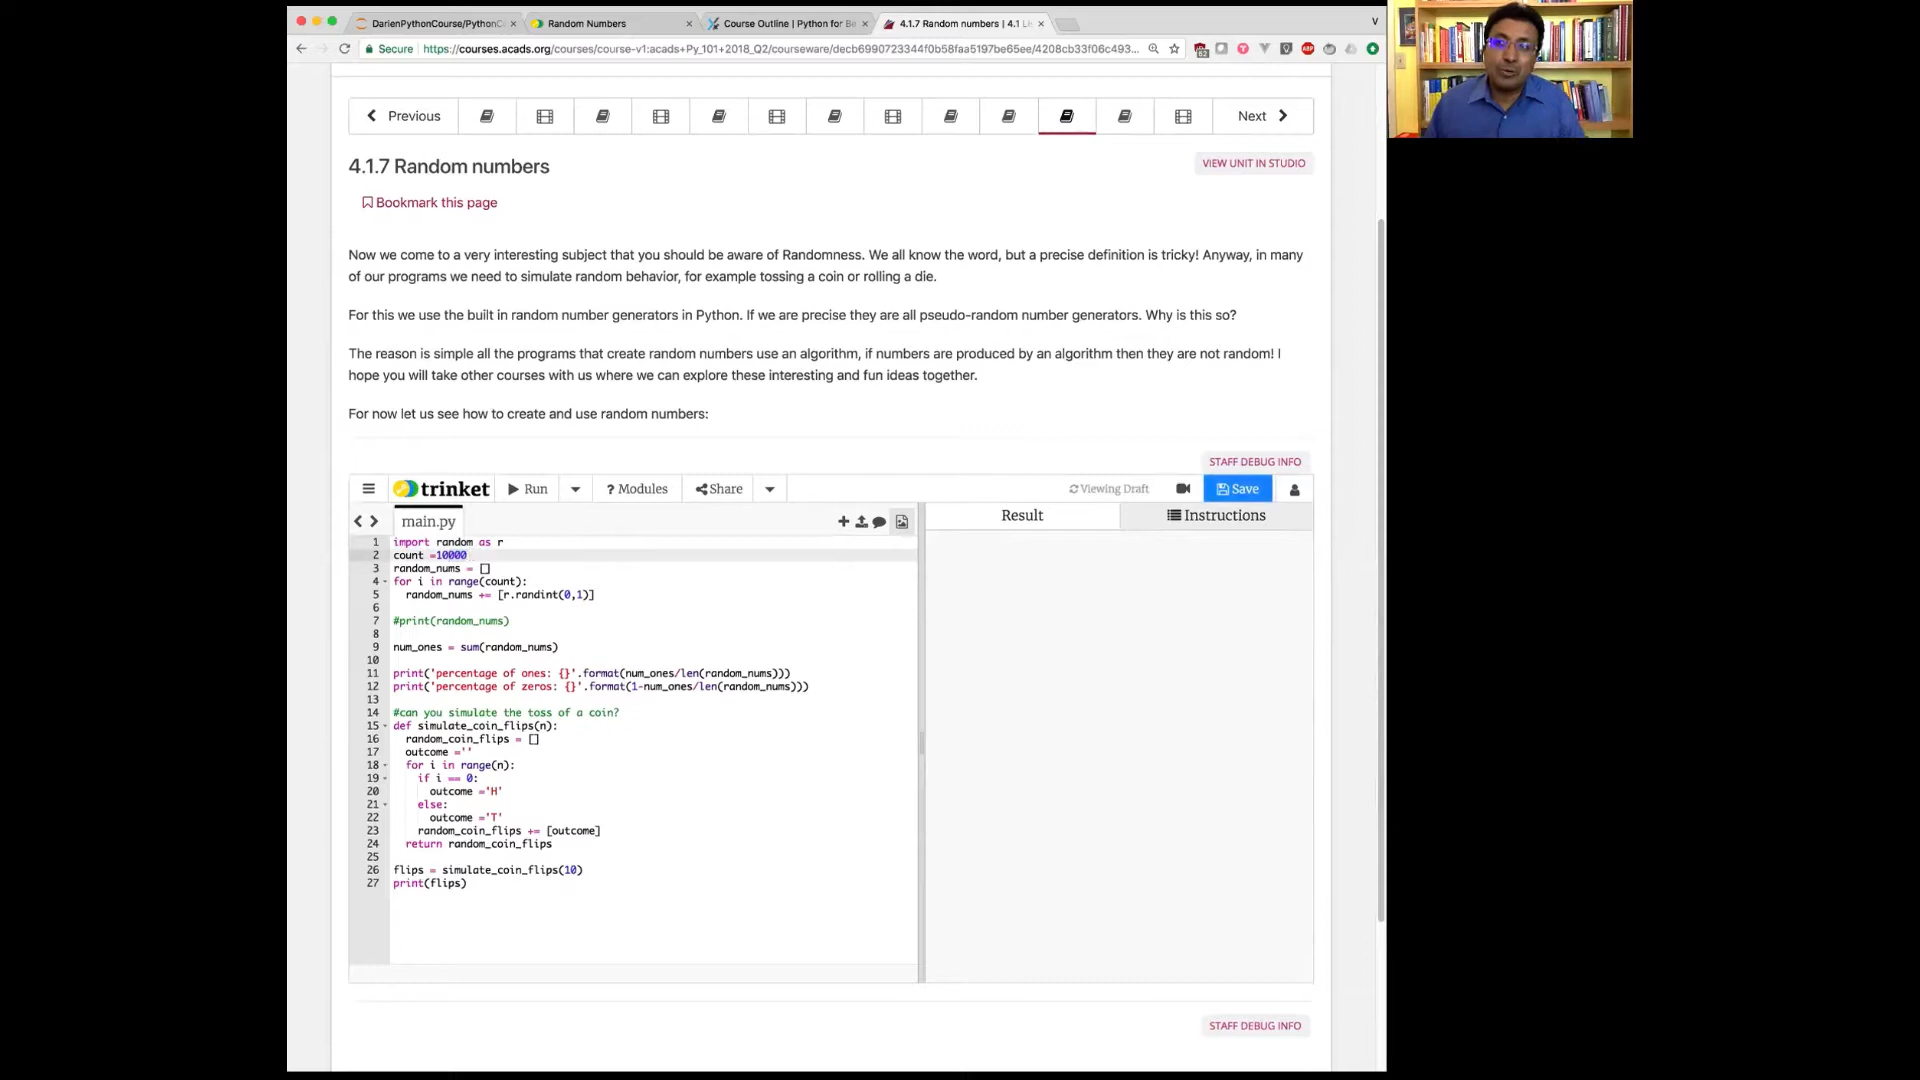 DarienPythonCourse/PythonC
Random Numbers
Course Outline | Python for Be
4.1.7 Random numbers | 4.1 Li
Secure
https://courses.acads.org/courses/course-v1:acads+Py_101+2018_Q2/courseware/decb6990723344f0b58faa5197be65ee/4208cb33f06c493...
Previous
Next
4.1.7 Random numbers
VIEW UNIT IN STUDIO
Bookmark this page
Now we come to a very interesting subject that you should be aware of Randomness. We all know the word, but a precise definition is tricky! Anyway, in many
of our programs we need to simulate random behavior, for example tossing a coin or rolling a die.
For this we use the built in random number generators in Python. If we are precise they are all pseudo-random number generators. Why is this so?
The reason is simple all the programs that create random numbers use an algorithm, if numbers are produced by an algorithm then they are not random! I
hope you will take other courses with us where we can explore these interesting and fun ideas together.
For now let us see how to create and use random numbers:
STAFF DEBUG INFO
trinket
Run
? Modules
Share
Viewing Draft
Save
main.py
Result
Instructions
1 import random as r
2 count =10000
3 random_nums = []
4 for i in range(count):
5 random_nums += [r.randint(0,1)]
6
7 #print(random_nums)
8
9 num_ones = sum(random_nums)
10
11 print('percentage of ones: {}'.format(num_ones/len(random_nums)))
12 print('percentage of zeros: {}'.format(1-num_ones/len(random_nums)))
13
14 #can you simulate the toss of a coin?
15 def simulate_coin_flips(n):
16 random_coin_flips = []
17 outcome =''
18 for i in range(n):
19 if i == 0:
20 outcome ='H'
21 else:
22 outcome ='T'
23 random_coin_flips += [outcome]
24 return random_coin_flips
25
26 flips = simulate_coin_flips(10)
27 print(flips)
STAFF DEBUG INFO